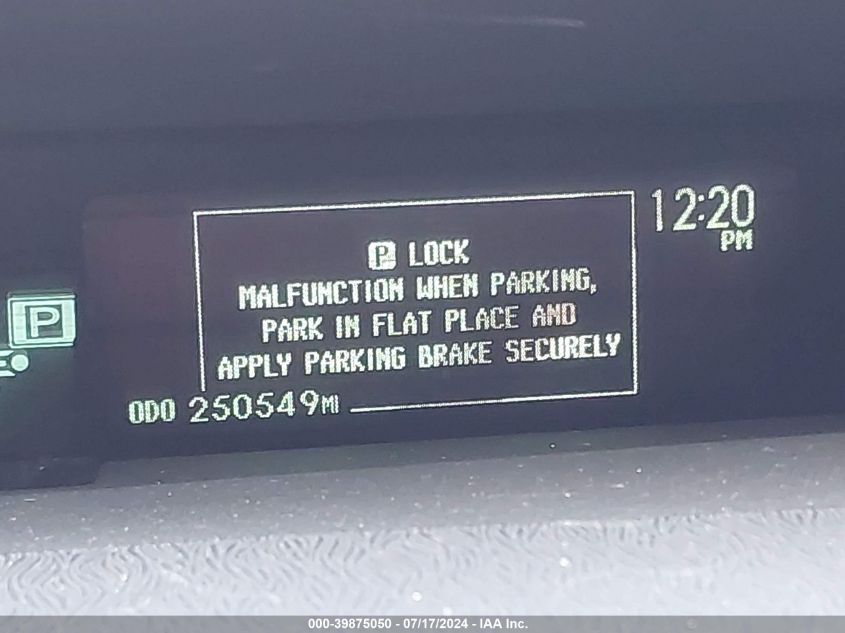 12:20
PM
P LOCK
MALFUNCTION WHEN PARKING,
PARK IN FLAT PLACE AND
APPLY PARKING BRAKE SECURELY
P
E
ODO 250549MI
000-39875050 - 07/17/2024 - IAA Inc.